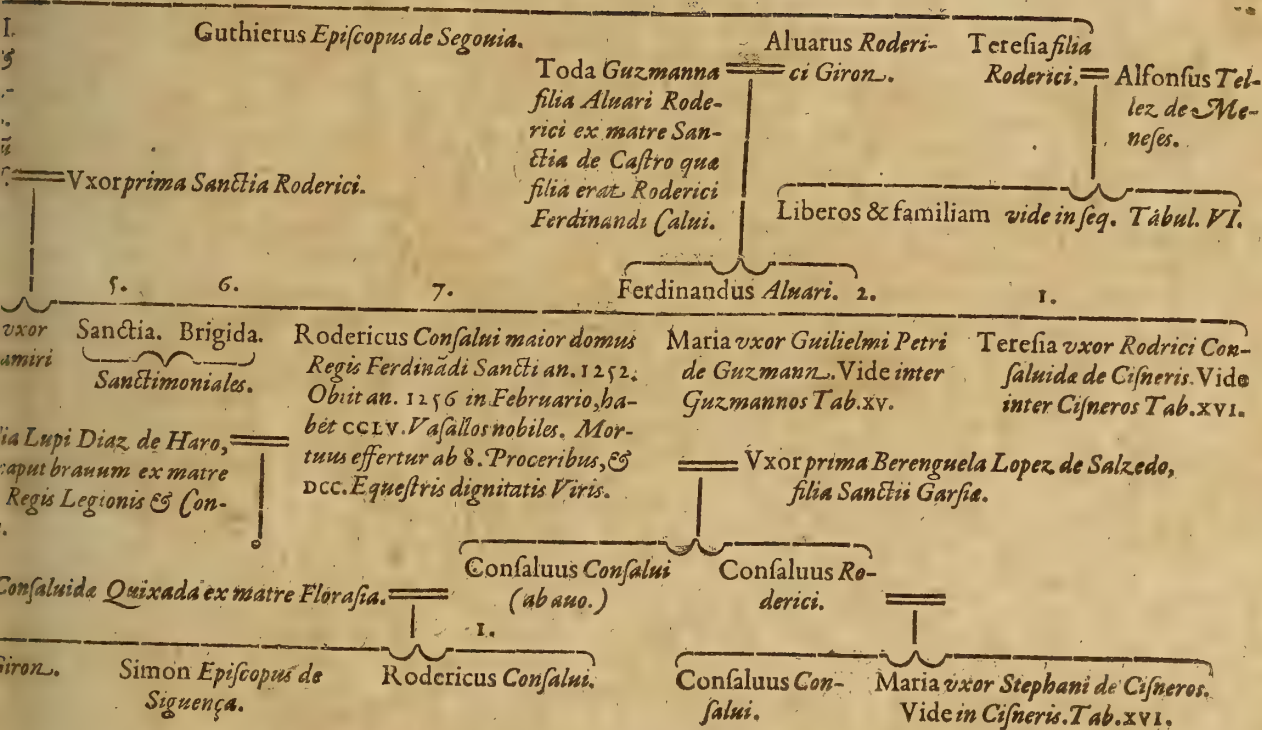 I.
Guthierus Epiſcopus de Segouia.
Aluarus Roderi-
ci Giron.
Tereſia filia
Roderici.
Alfonſus Tel-
lez de Me-
neſes.
Toda Guzmanna
filia Aluari Rode-
rici ex matre San-
ctia de Caſtro quæ
filia erat Roderici
Ferdinandi Calui.
Vxor prima Sanctia Roderici.
Liberos & familiam vide in ſeq. Tabul. VI.
Ferdinandus Aluari. 2.
1.
5. 6. 7.
vxor
amiri
Sanctia. Brigida.
Sanctimoniales.
Rodericus Conſalui maior domus
Regis Ferdinãdi Sancti an. 1252.
Obiit an. 1256 in Februario, ha-
bet CCLV. Vaſallos nobiles. Mor-
tuus effertur ab 8. Proceribus, &
DCC. Equeſtris dignitatis Viris.
Maria vxor Guilielmi Petri
de Guzmann. Vide inter
Guzmannos Tab. XV.
Tereſia vxor Rodrici Con-
ſaluidæ de Ciſneris. Vide
inter Ciſneros Tab. XVI.
ia Lupi Diaz de Haro,
caput brauum ex matre
Regis Legionis & Con-
Vxor prima Berenguela Lopez de Salzedo,
filia Sanctii Garſiæ.
Conſaluus Conſalui
(ab auo.)
Conſaluus Ro-
derici.
Conſaluidæ Quixada ex matre Floraſia.
1.
Giron.
Simon Epiſcopus de
Siguença.
Rodericus Conſalui.
Conſaluus Con-
ſalui.
Maria vxor Stephani de Ciſneros.
Vide in Ciſneris. Tab. XVI.